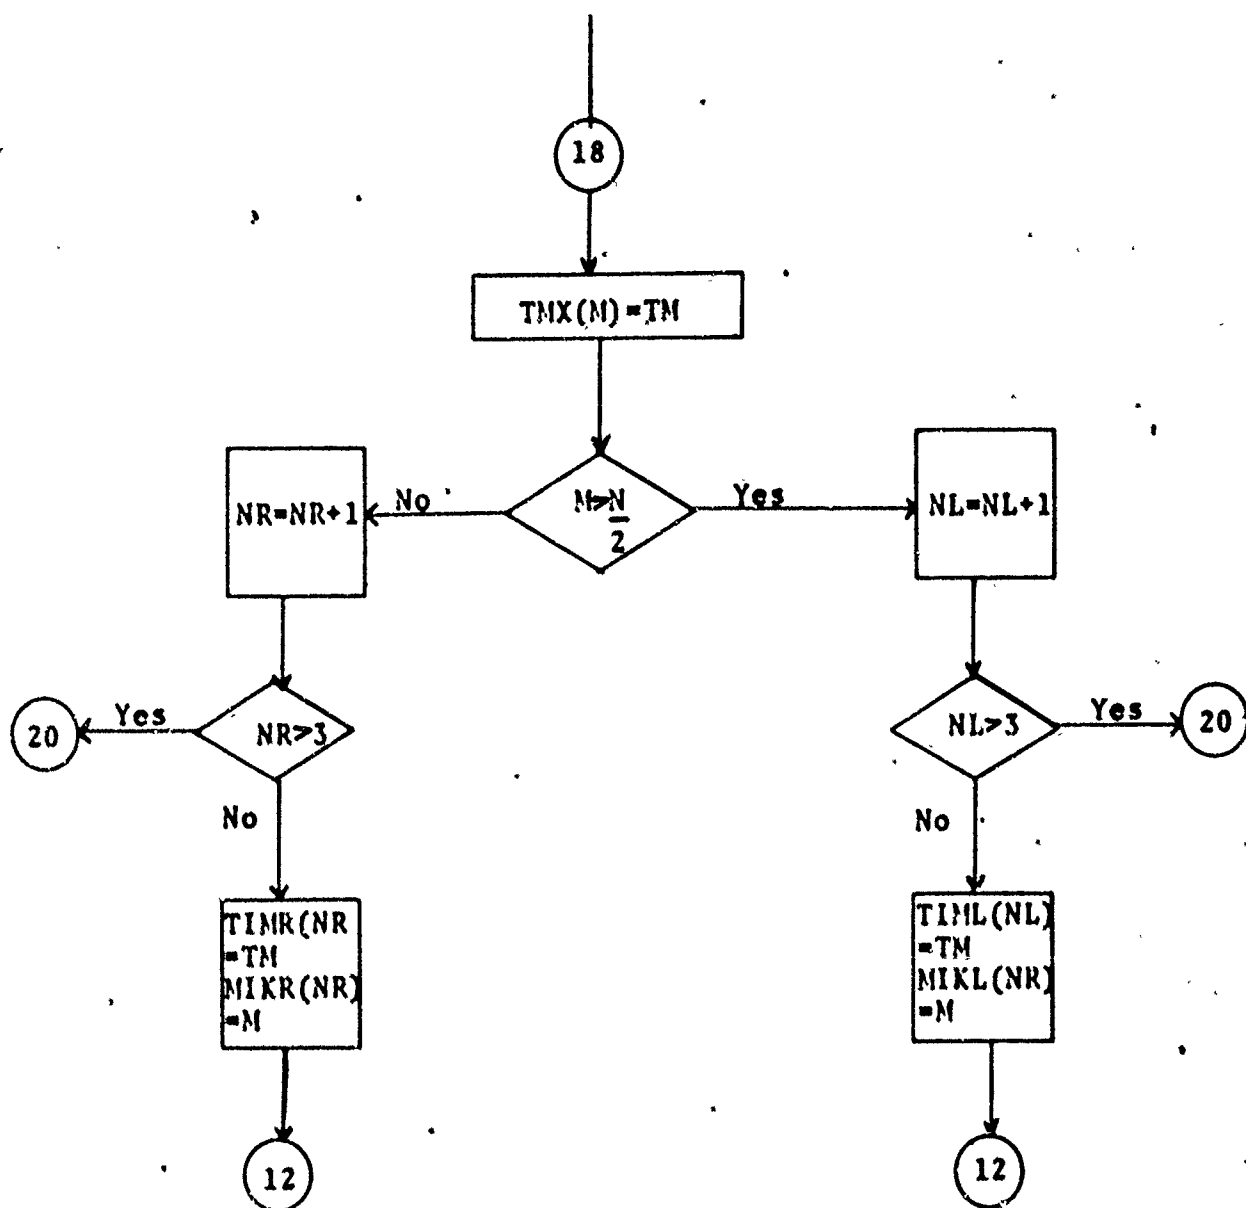 18
TMX(M)=TM
NR=NR+1
No
M>N
2
Yes
NL=NL+1
20
Yes
NR>3
NL>3
Yes
20
No
No
TIMR(NR
=TM
MIKR(NR)
=M
TIML(NL)
=TM
MIKL(NR)
=M
12
12